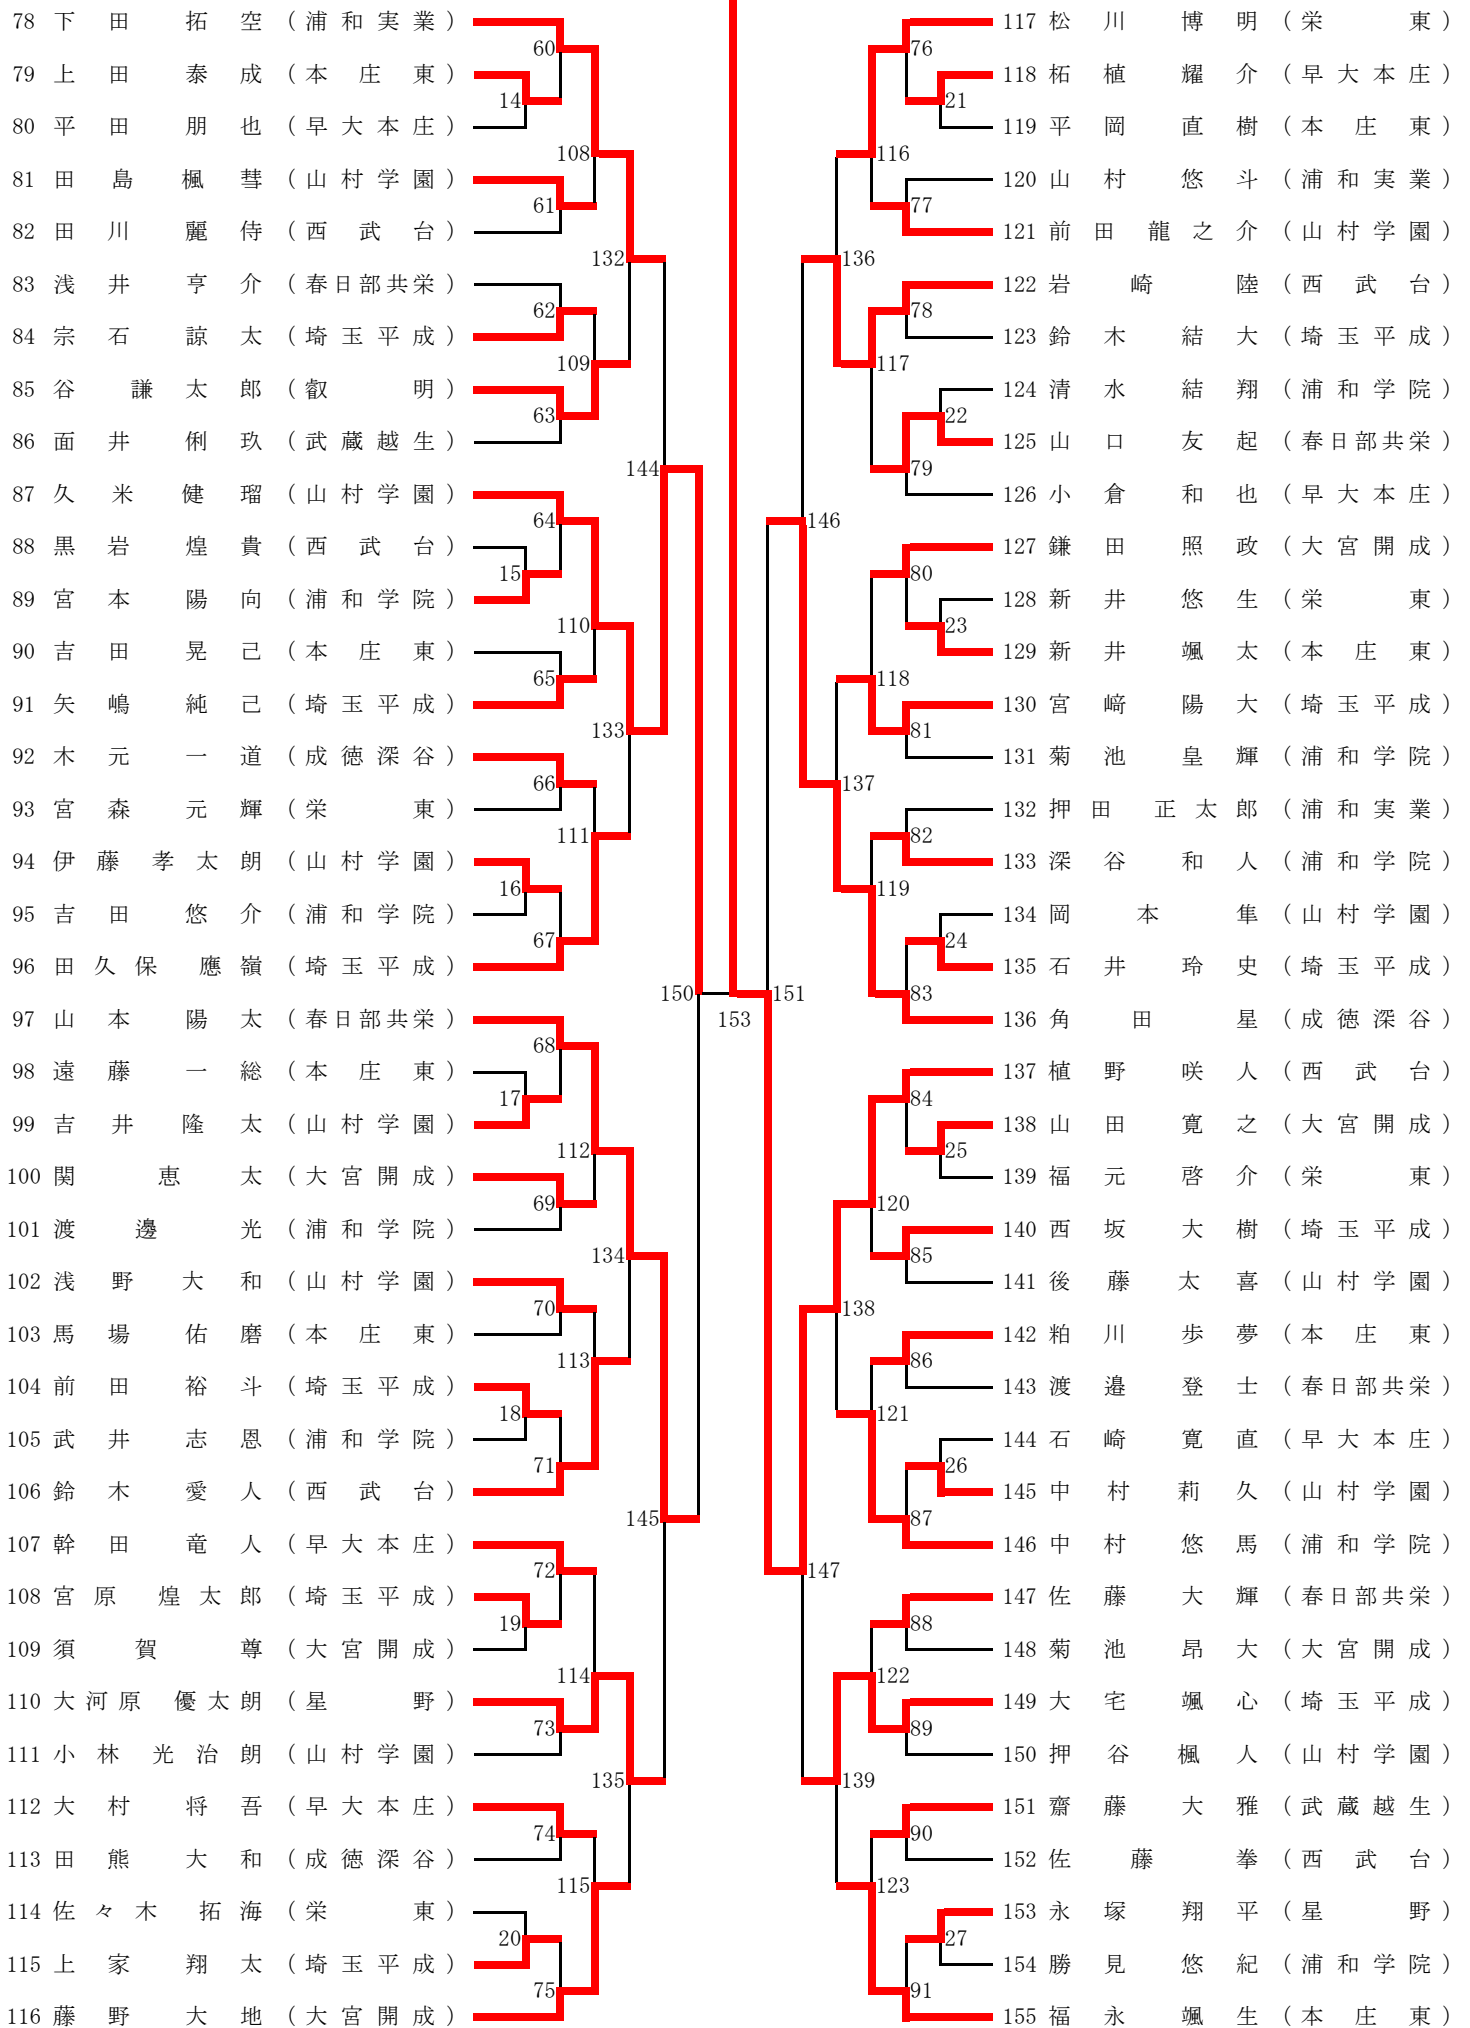 78 下田 拓空 (浦和実業)
79 上田 泰成 (本庄東)
80 平田 朋也 (早大本庄)
81 田島 楓彗 (山村学園)
82 田川 麗侍 (西武台)
83 浅井 亨介 (春日部共栄)
84 宗石 諒太 (埼玉平成)
85 谷 謙太郎 (叡明)
86 面井 俐玖 (武蔵越生)
87 久米 健瑠 (山村学園)
88 黒岩 煌貴 (西武台)
89 宮本 陽向 (浦和学院)
90 吉田 晃己 (本庄東)
91 矢嶋 純己 (埼玉平成)
92 木元 一道 (成徳深谷)
93 宮森 元輝 (栄東)
94 伊藤 孝太朗 (山村学園)
95 吉田 悠介 (浦和学院)
96 田久保 應嶺 (埼玉平成)
97 山本 陽太 (春日部共栄)
98 遠藤 一総 (本庄東)
99 吉井 隆太 (山村学園)
100 関 恵太 (大宮開成)
101 渡邊 光 (浦和学院)
102 浅野 大和 (山村学園)
103 馬場 佑磨 (本庄東)
104 前田 裕斗 (埼玉平成)
105 武井 志恩 (浦和学院)
106 鈴木 愛人 (西武台)
107 幹田 竜人 (早大本庄)
108 宮原 煌太郎 (埼玉平成)
109 須賀 尊 (大宮開成)
110 大河原 優太朗 (星野)
111 小林 光治朗 (山村学園)
112 大村 将吾 (早大本庄)
113 田熊 大和 (成徳深谷)
114 佐々木 拓海 (栄東)
115 上家 翔太 (埼玉平成)
116 藤野 大地 (大宮開成)
60
14
108
61
132
62
109
63
144
64
15
110
65
133
66
111
16
67
150
68
17
112
69
134
70
113
18
71
145
72
19
114
73
135
74
115
20
75
153
76
21
116
77
136
78
117
22
79
146
80
23
118
81
137
82
119
24
83
151
84
25
120
85
138
86
121
26
87
147
88
122
89
139
90
123
27
91
117 松川 博明 (栄東)
118 柘植 耀介 (早大本庄)
119 平岡 直樹 (本庄東)
120 山村 悠斗 (浦和実業)
121 前田 龍之介 (山村学園)
122 岩崎 陸 (西武台)
123 鈴木 結大 (埼玉平成)
124 清水 結翔 (浦和学院)
125 山口 友起 (春日部共栄)
126 小倉 和也 (早大本庄)
127 鎌田 照政 (大宮開成)
128 新井 悠生 (栄東)
129 新井 颯太 (本庄東)
130 宮﨑 陽大 (埼玉平成)
131 菊池 皇輝 (浦和学院)
132 押田 正太郎 (浦和実業)
133 深谷 和人 (浦和学院)
134 岡本 隼 (山村学園)
135 石井 玲史 (埼玉平成)
136 角田 星 (成徳深谷)
137 植野 咲人 (西武台)
138 山田 寛之 (大宮開成)
139 福元 啓介 (栄東)
140 西坂 大樹 (埼玉平成)
141 後藤 太喜 (山村学園)
142 粕川 歩夢 (本庄東)
143 渡邉 登士 (春日部共栄)
144 石崎 寛直 (早大本庄)
145 中村 莉久 (山村学園)
146 中村 悠馬 (浦和学院)
147 佐藤 大輝 (春日部共栄)
148 菊池 昂大 (大宮開成)
149 大宅 颯心 (埼玉平成)
150 押谷 楓人 (山村学園)
151 齋藤 大雅 (武蔵越生)
152 佐藤 拳 (西武台)
153 永塚 翔平 (星野)
154 勝見 悠紀 (浦和学院)
155 福永 颯生 (本庄東)